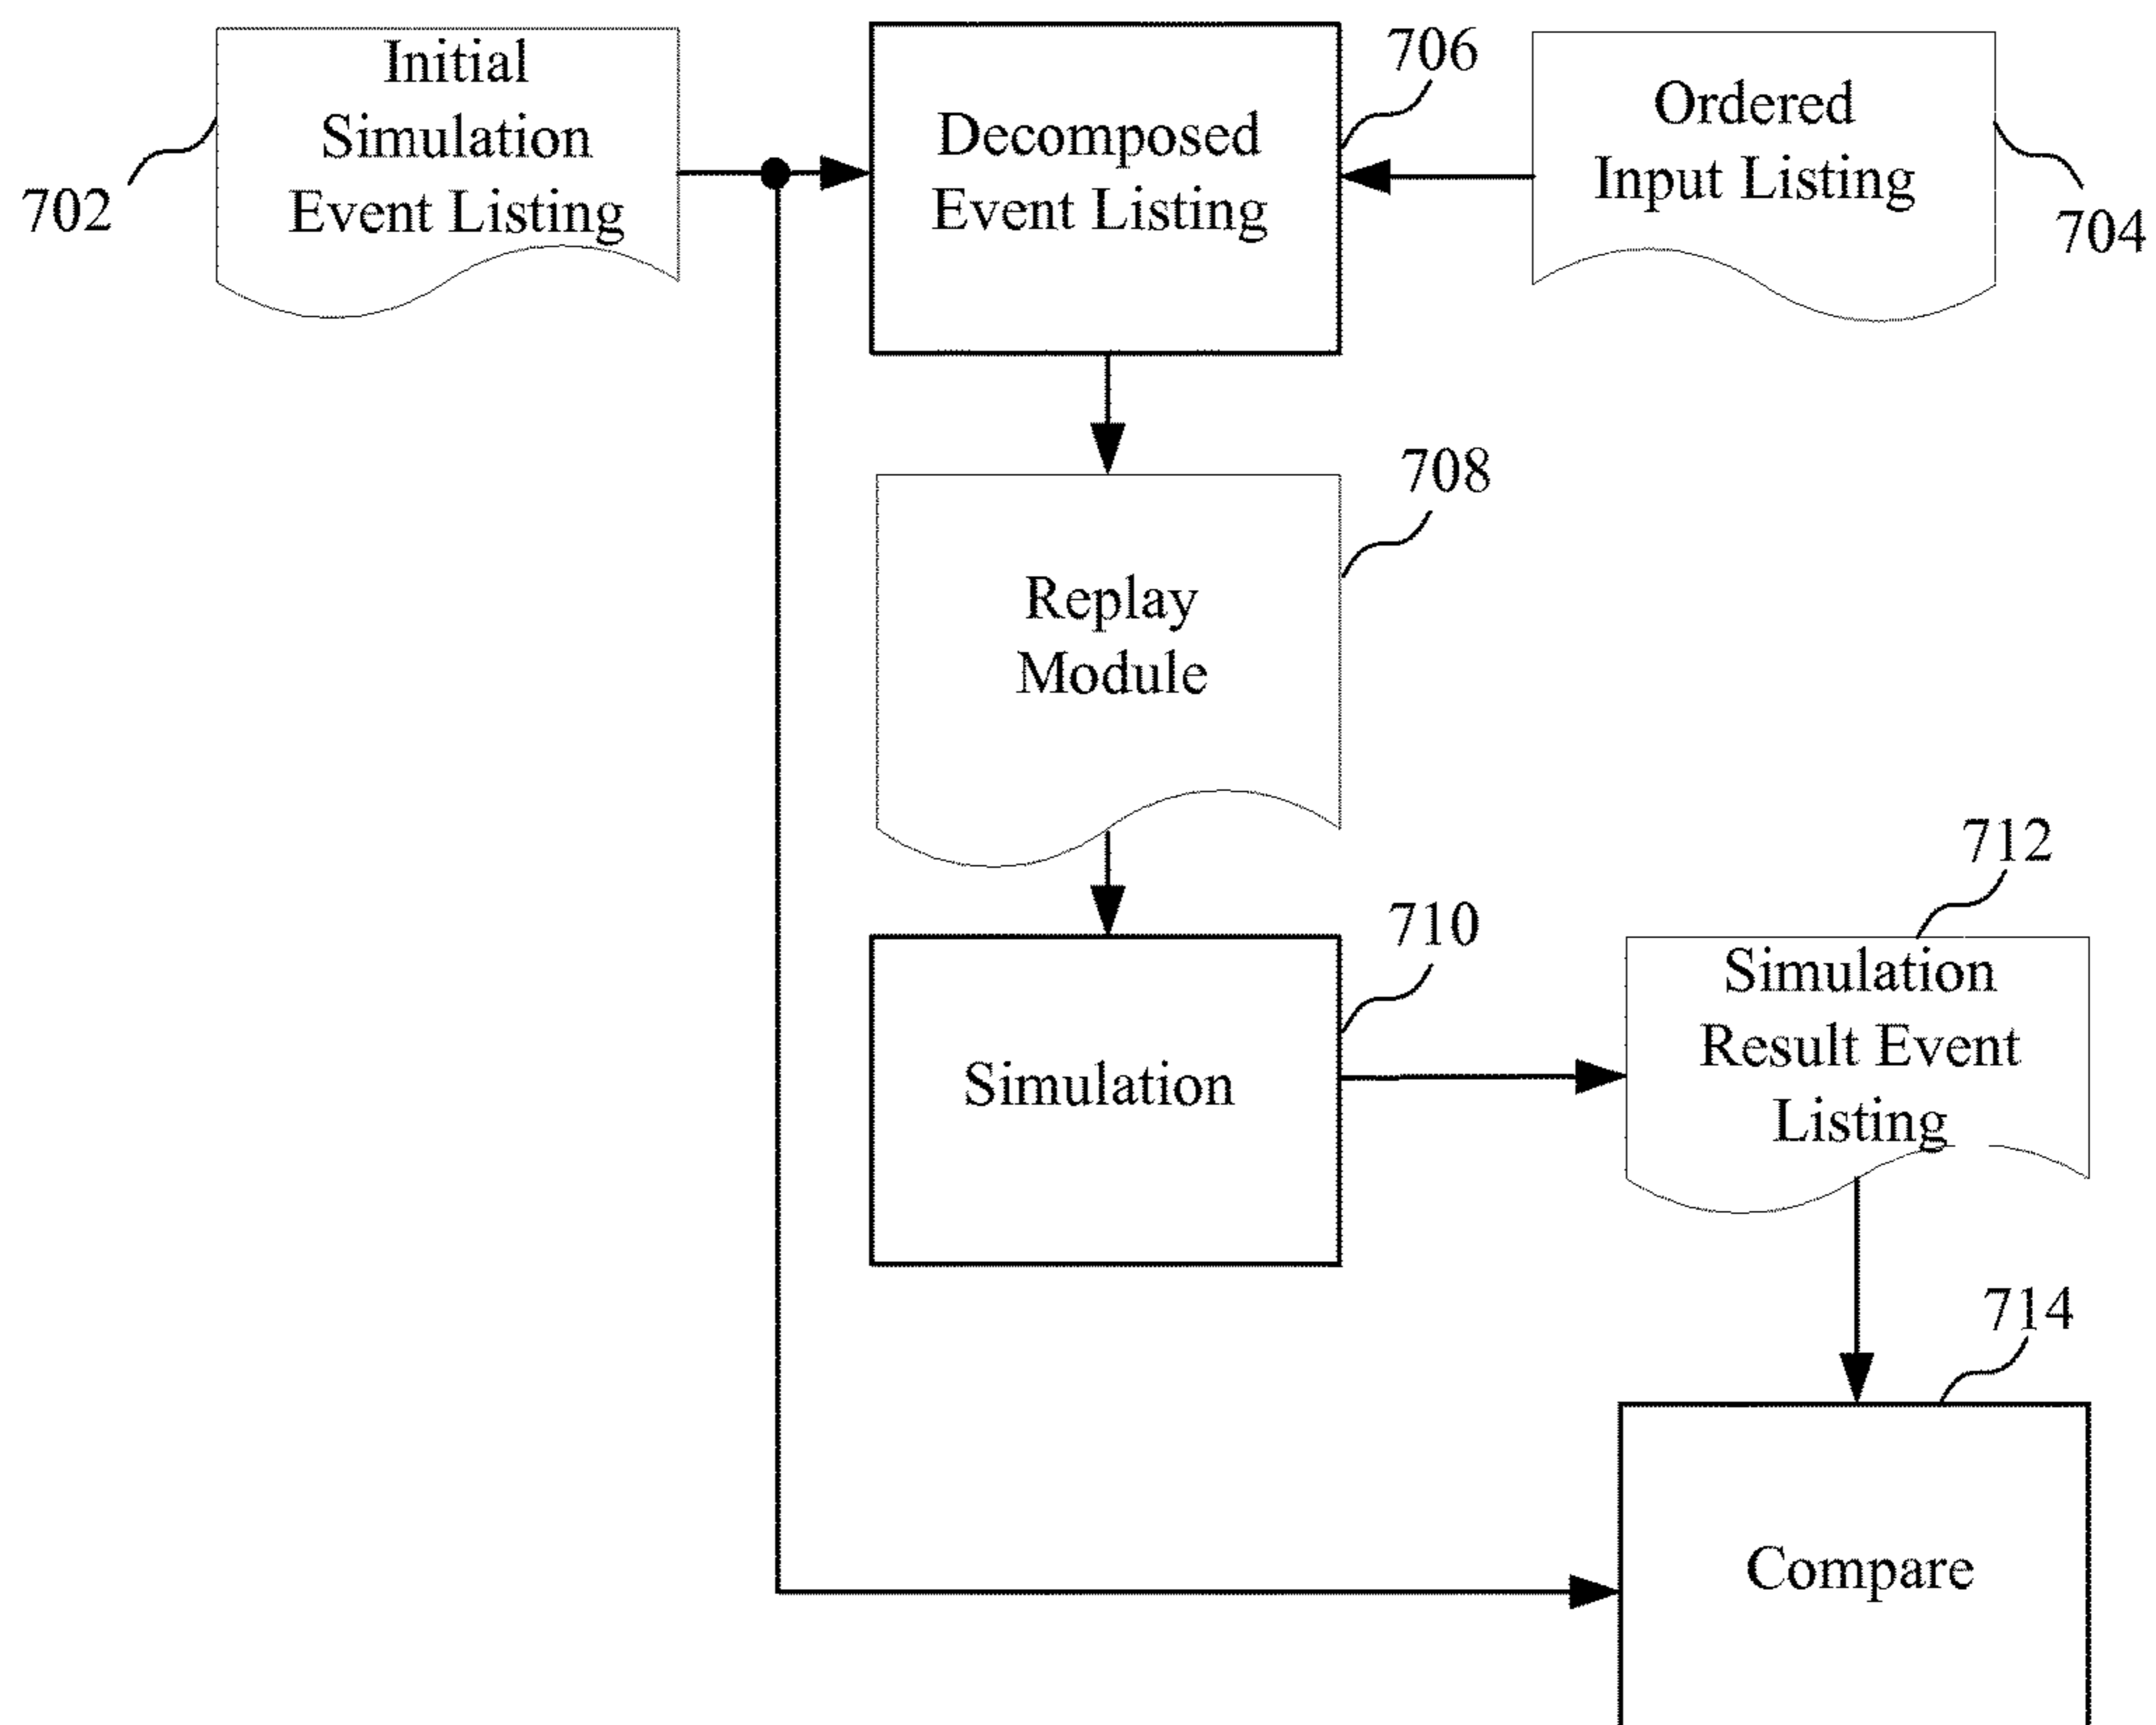 Initial
Simulation
Event Listing
702
Decomposed
Event Listing
706
Ordered
Input Listing
704
Replay
Module
708
Simulation
710
Simulation
Result Event
Listing
712
Compare
714